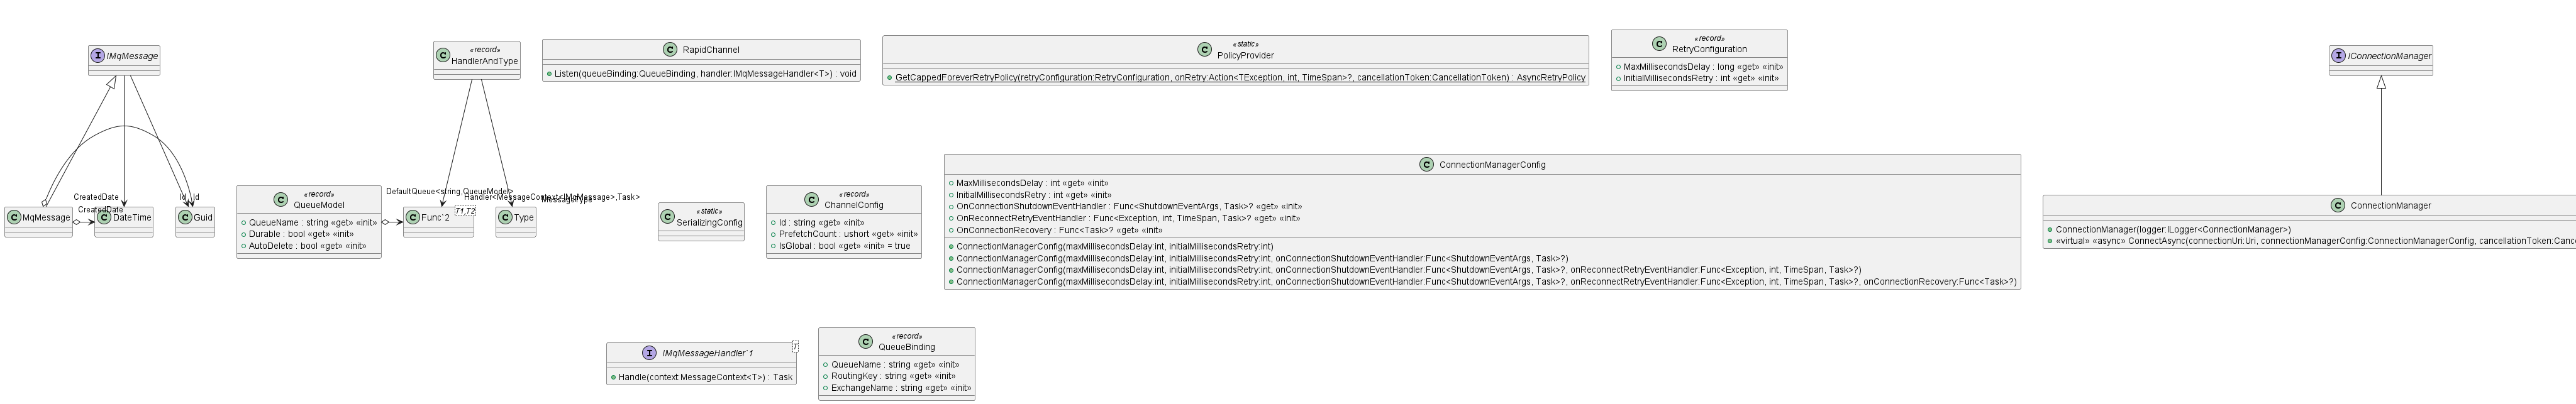 I IMqMessage
C «record»
HandlerAndType
C RapidChannel
Listen(queueBinding:QueueBinding, handler:IMqMessageHandler<T>) : void
C «static»
PolicyProvider
GetCappedForeverRetryPolicy(retryConfiguration:RetryConfiguration, onRetry:Action<TException, int, TimeSpan>?, cancellationToken:CancellationToken) : AsyncRetryPolicy
C «record»
RetryConfiguration
MaxMillisecondsDelay : long «get» «init»
InitialMillisecondsRetry : int «get» «init»
I IConnectionManager
CreatedDate
CreatedDate
Id
Id
C MqMessage
C DateTime
C Guid
C «record»
QueueModel
QueueName : string «get» «init»
Durable : bool «get» «init»
AutoDelete : bool «get» «init»
DefaultQueue<string,QueueModel>
Handler<MessageContext<IMqMessage>,Task>
MessageType
C Func`2
T1,T2
C Type
C «static»
SerializingConfig
C «record»
ChannelConfig
Id : string «get» «init»
PrefetchCount : ushort «get» «init»
IsGlobal : bool «get» «init» = true
C ConnectionManagerConfig
MaxMillisecondsDelay : int «get» «init»
InitialMillisecondsRetry : int «get» «init»
OnConnectionShutdownEventHandler : Func<ShutdownEventArgs, Task>? «get» «init»
OnReconnectRetryEventHandler : Func<Exception, int, TimeSpan, Task>? «get» «init»
OnConnectionRecovery : Func<Task>? «get» «init»
ConnectionManagerConfig(maxMillisecondsDelay:int, initialMillisecondsRetry:int)
ConnectionManagerConfig(maxMillisecondsDelay:int, initialMillisecondsRetry:int, onConnectionShutdownEventHandler:Func<ShutdownEventArgs, Task>?)
ConnectionManagerConfig(maxMillisecondsDelay:int, initialMillisecondsRetry:int, onConnectionShutdownEventHandler:Func<ShutdownEventArgs, Task>?, onReconnectRetryEventHandler:Func<Exception, int, TimeSpan, Task>?)
ConnectionManagerConfig(maxMillisecondsDelay:int, initialMillisecondsRetry:int, onConnectionShutdownEventHandler:Func<ShutdownEventArgs, Task>?, onReconnectRetryEventHandler:Func<Exception, int, TimeSpan, Task>?, onConnectionRecovery:Func<Task>?)
C ConnectionManager
ConnectionManager(logger:ILogger<ConnectionManager>)
«virtual» «async» ConnectAsync(connectionUri:Uri, connectionManagerConfig:ConnectionManagerConfig, cancellationToken:Canc
I IMqMessageHandler`1
T
Handle(context:MessageContext<T>) : Task
C «record»
QueueBinding
QueueName : string «get» «init»
RoutingKey : string «get» «init»
ExchangeName : string «get» «init»